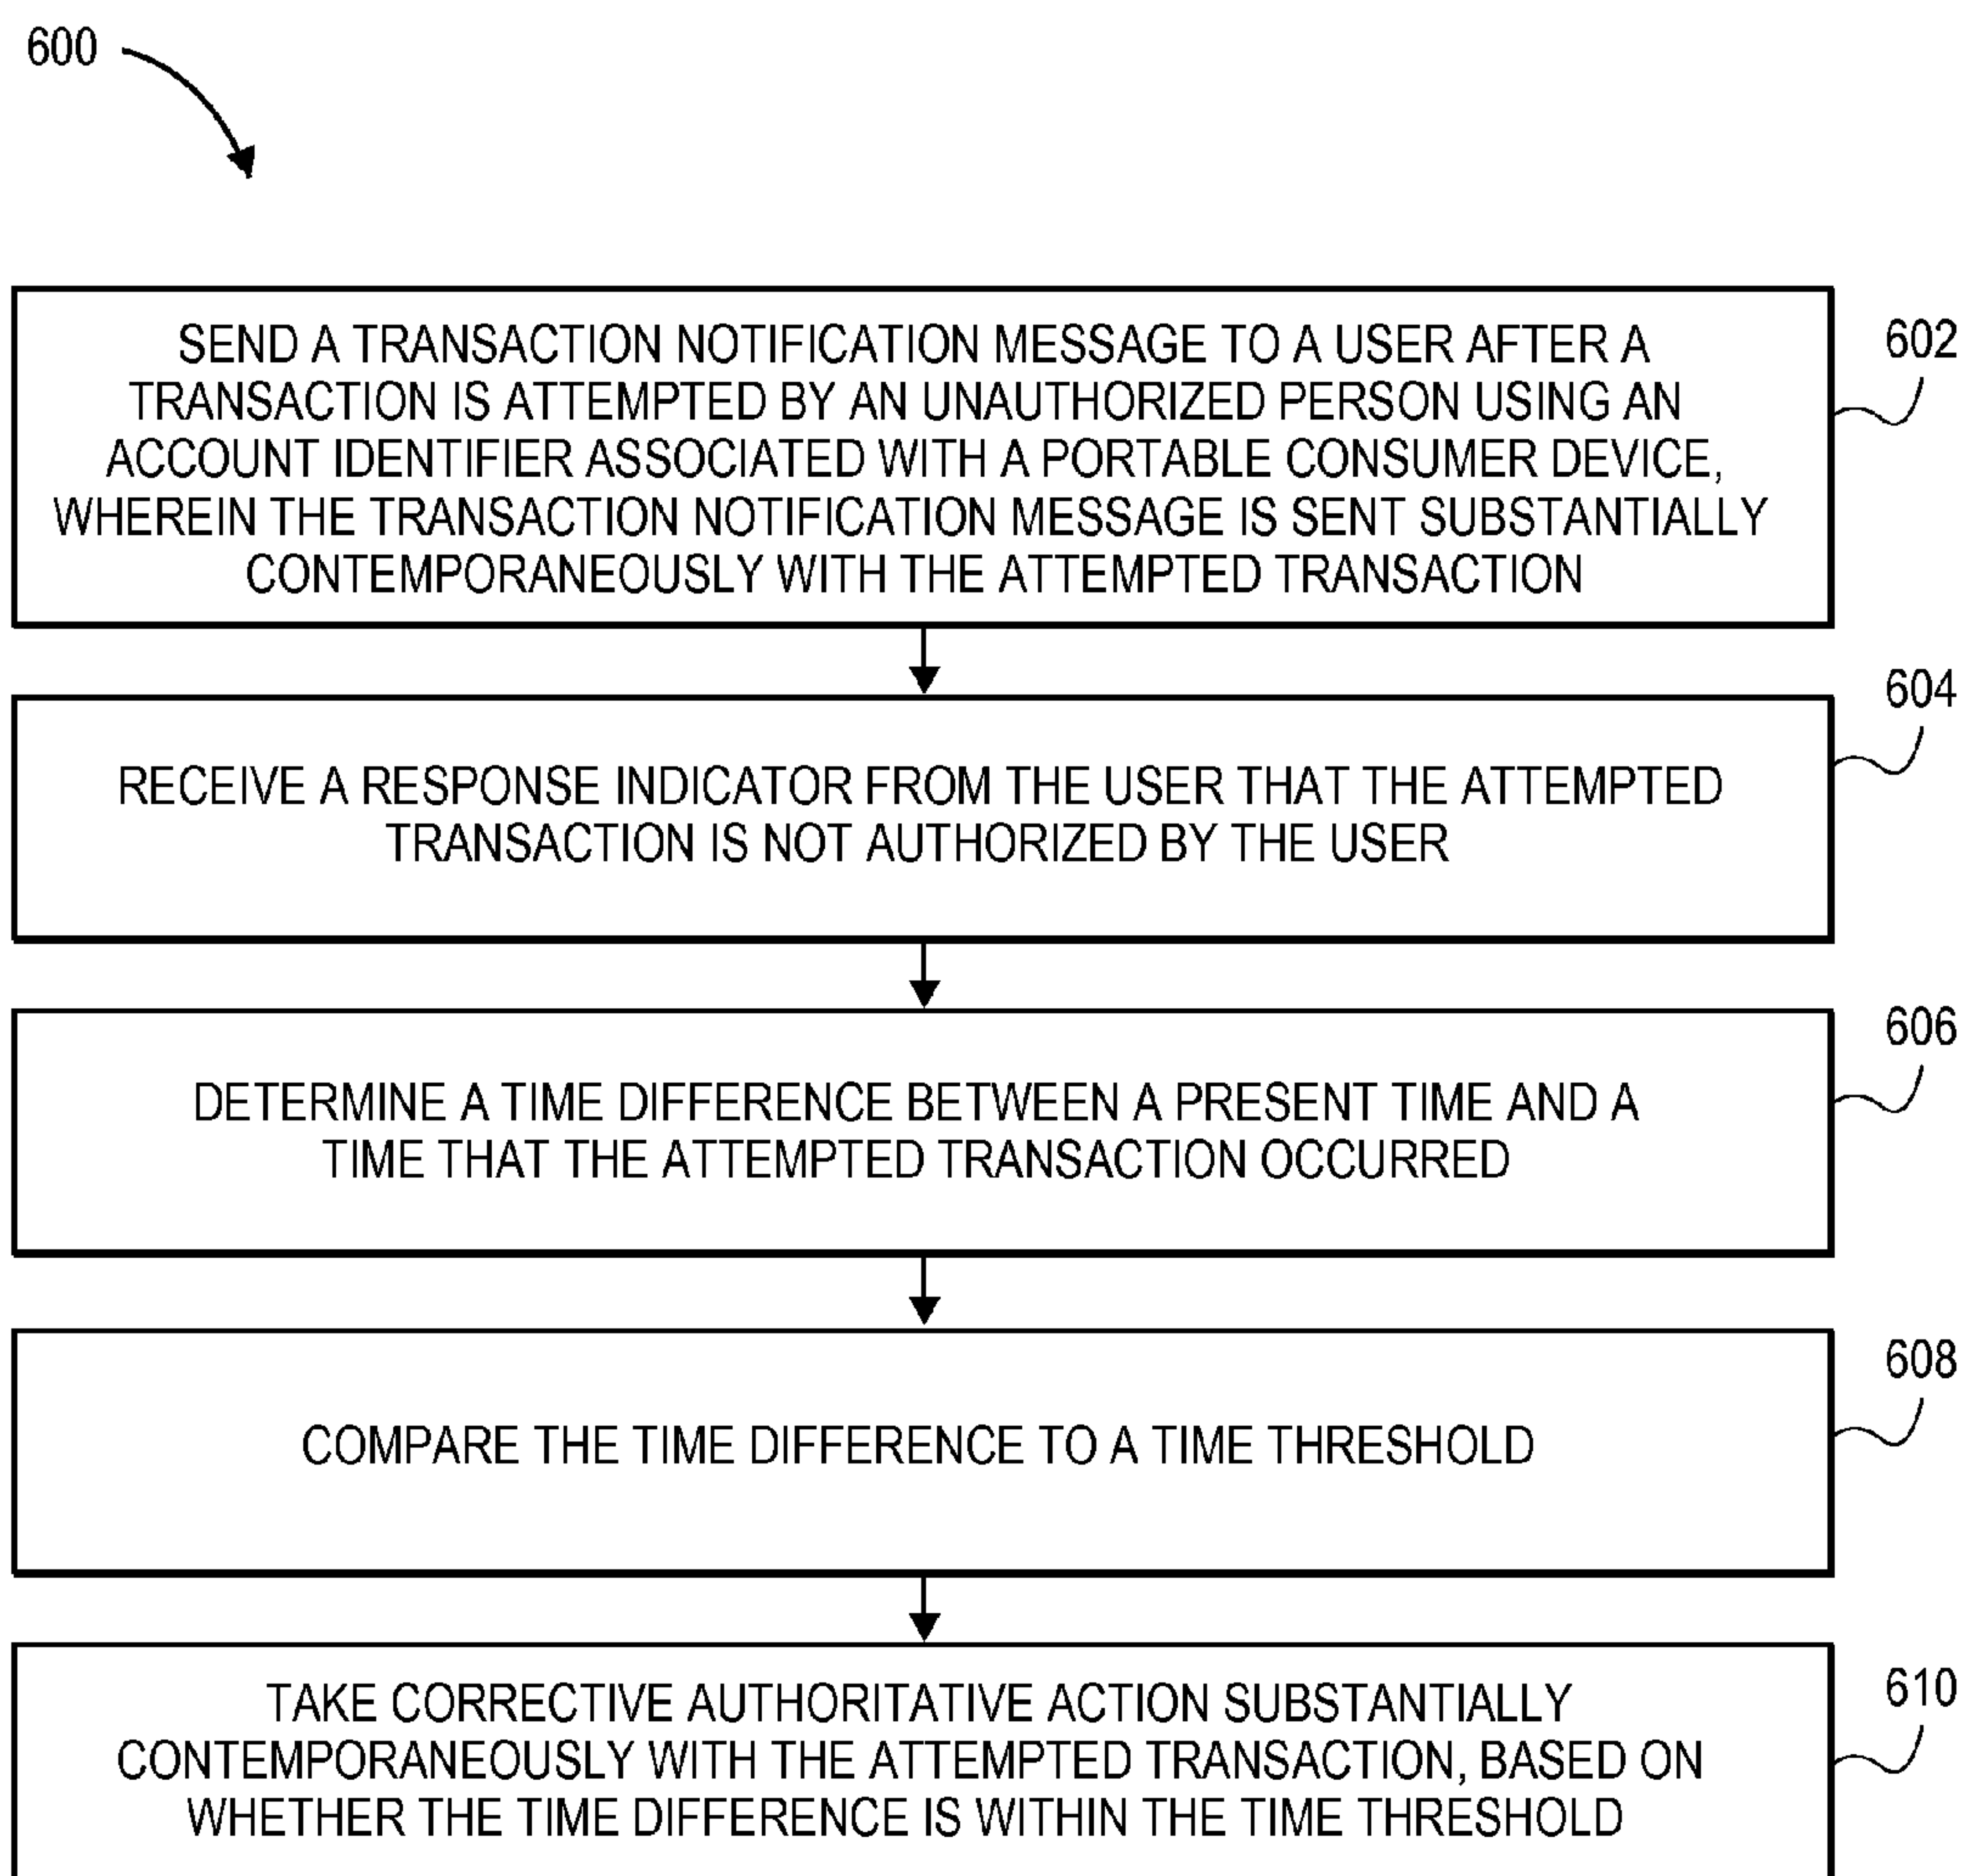 600
SEND A TRANSACTION NOTIFICATION MESSAGE TO A USER AFTER A
TRANSACTION IS ATTEMPTED BY AN UNAUTHORIZED PERSON USING AN
ACCOUNT IDENTIFIER ASSOCIATED WITH A PORTABLE CONSUMER DEVICE,
WHEREIN THE TRANSACTION NOTIFICATION MESSAGE IS SENT SUBSTANTIALLY
CONTEMPORANEOUSLY WITH THE ATTEMPTED TRANSACTION
602
RECEIVE A RESPONSE INDICATOR FROM THE USER THAT THE ATTEMPTED
TRANSACTION IS NOT AUTHORIZED BY THE USER
604
DETERMINE A TIME DIFFERENCE BETWEEN A PRESENT TIME AND A
TIME THAT THE ATTEMPTED TRANSACTION OCCURRED
606
COMPARE THE TIME DIFFERENCE TO A TIME THRESHOLD
608
TAKE CORRECTIVE AUTHORITATIVE ACTION SUBSTANTIALLY
CONTEMPORANEOUSLY WITH THE ATTEMPTED TRANSACTION, BASED ON
WHETHER THE TIME DIFFERENCE IS WITHIN THE TIME THRESHOLD
610